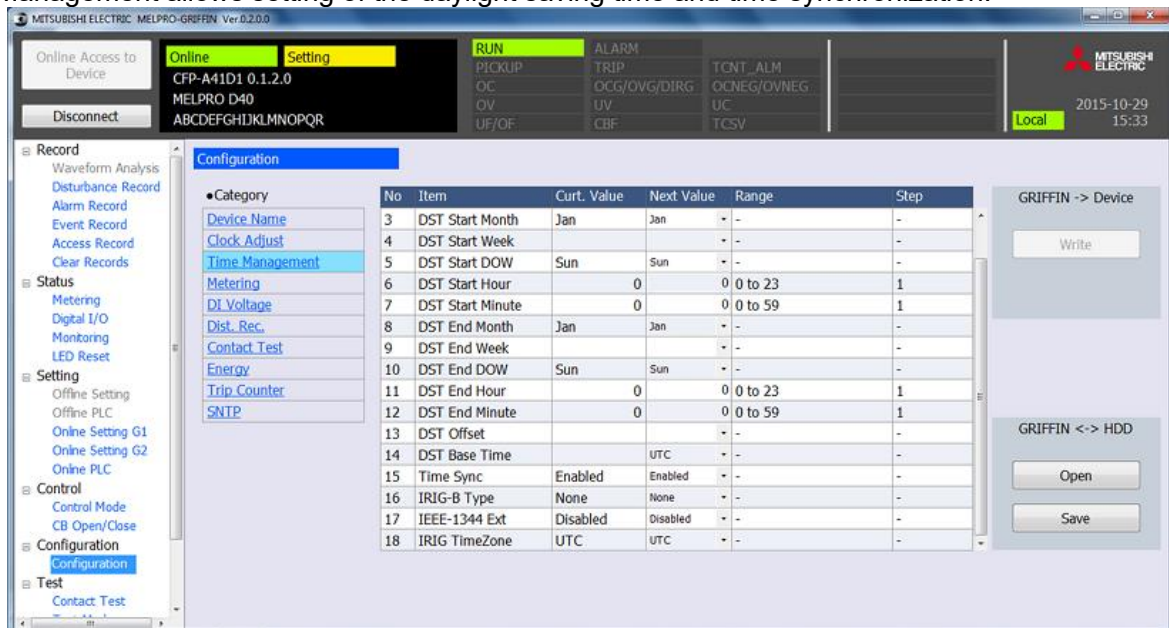 management allows setting of the daylight saving time and time synchronization.
MITSUBISHI ELECTRIC MELPRO-GRIFFIN Ver.0.2.0.0
Online Access to
Device
Disconnect
Online Setting
CFP-A41D1 0.1.2.0
MELPRO D40
ABCDEFGHIJKLMNOPQR
RUN ALARM
PICKUP TRIP TCNT_ALM
OC OCG/OVG/DIRG OCNEG/OVNEG
OV UV UC
UF/OF CBF TCSV
MITSUBISHI
ELECTRIC
2015-10-29
Local 15:33
Record
Waveform Analysis
Disturbance Record
Alarm Record
Event Record
Access Record
Clear Records
Status
Metering
Digital I/O
Monitoring
LED Reset
Setting
Offline Setting
Offline PLC
Online Setting G1
Online Setting G2
Online PLC
Control
Control Mode
CB Open/Close
Configuration
Configuration
Test
Contact Test
Configuration
●Category
Device Name
Clock Adjust
Time Management
Metering
DI Voltage
Dist. Rec.
Contact Test
Energy
Trip Counter
SNTP
No Item Curt. Value Next Value Range Step
3 DST Start Month Jan Jan - -
4 DST Start Week - -
5 DST Start DOW Sun Sun - -
6 DST Start Hour 0 0 0 to 23 1
7 DST Start Minute 0 0 0 to 59 1
8 DST End Month Jan Jan - -
9 DST End Week - -
10 DST End DOW Sun Sun - -
11 DST End Hour 0 0 0 to 23 1
12 DST End Minute 0 0 0 to 59 1
13 DST Offset - -
14 DST Base Time UTC - -
15 Time Sync Enabled Enabled - -
16 IRIG-B Type None None - -
17 IEEE-1344 Ext Disabled Disabled - -
18 IRIG TimeZone UTC UTC - -
GRIFFIN -> Device
Write
GRIFFIN <-> HDD
Open
Save